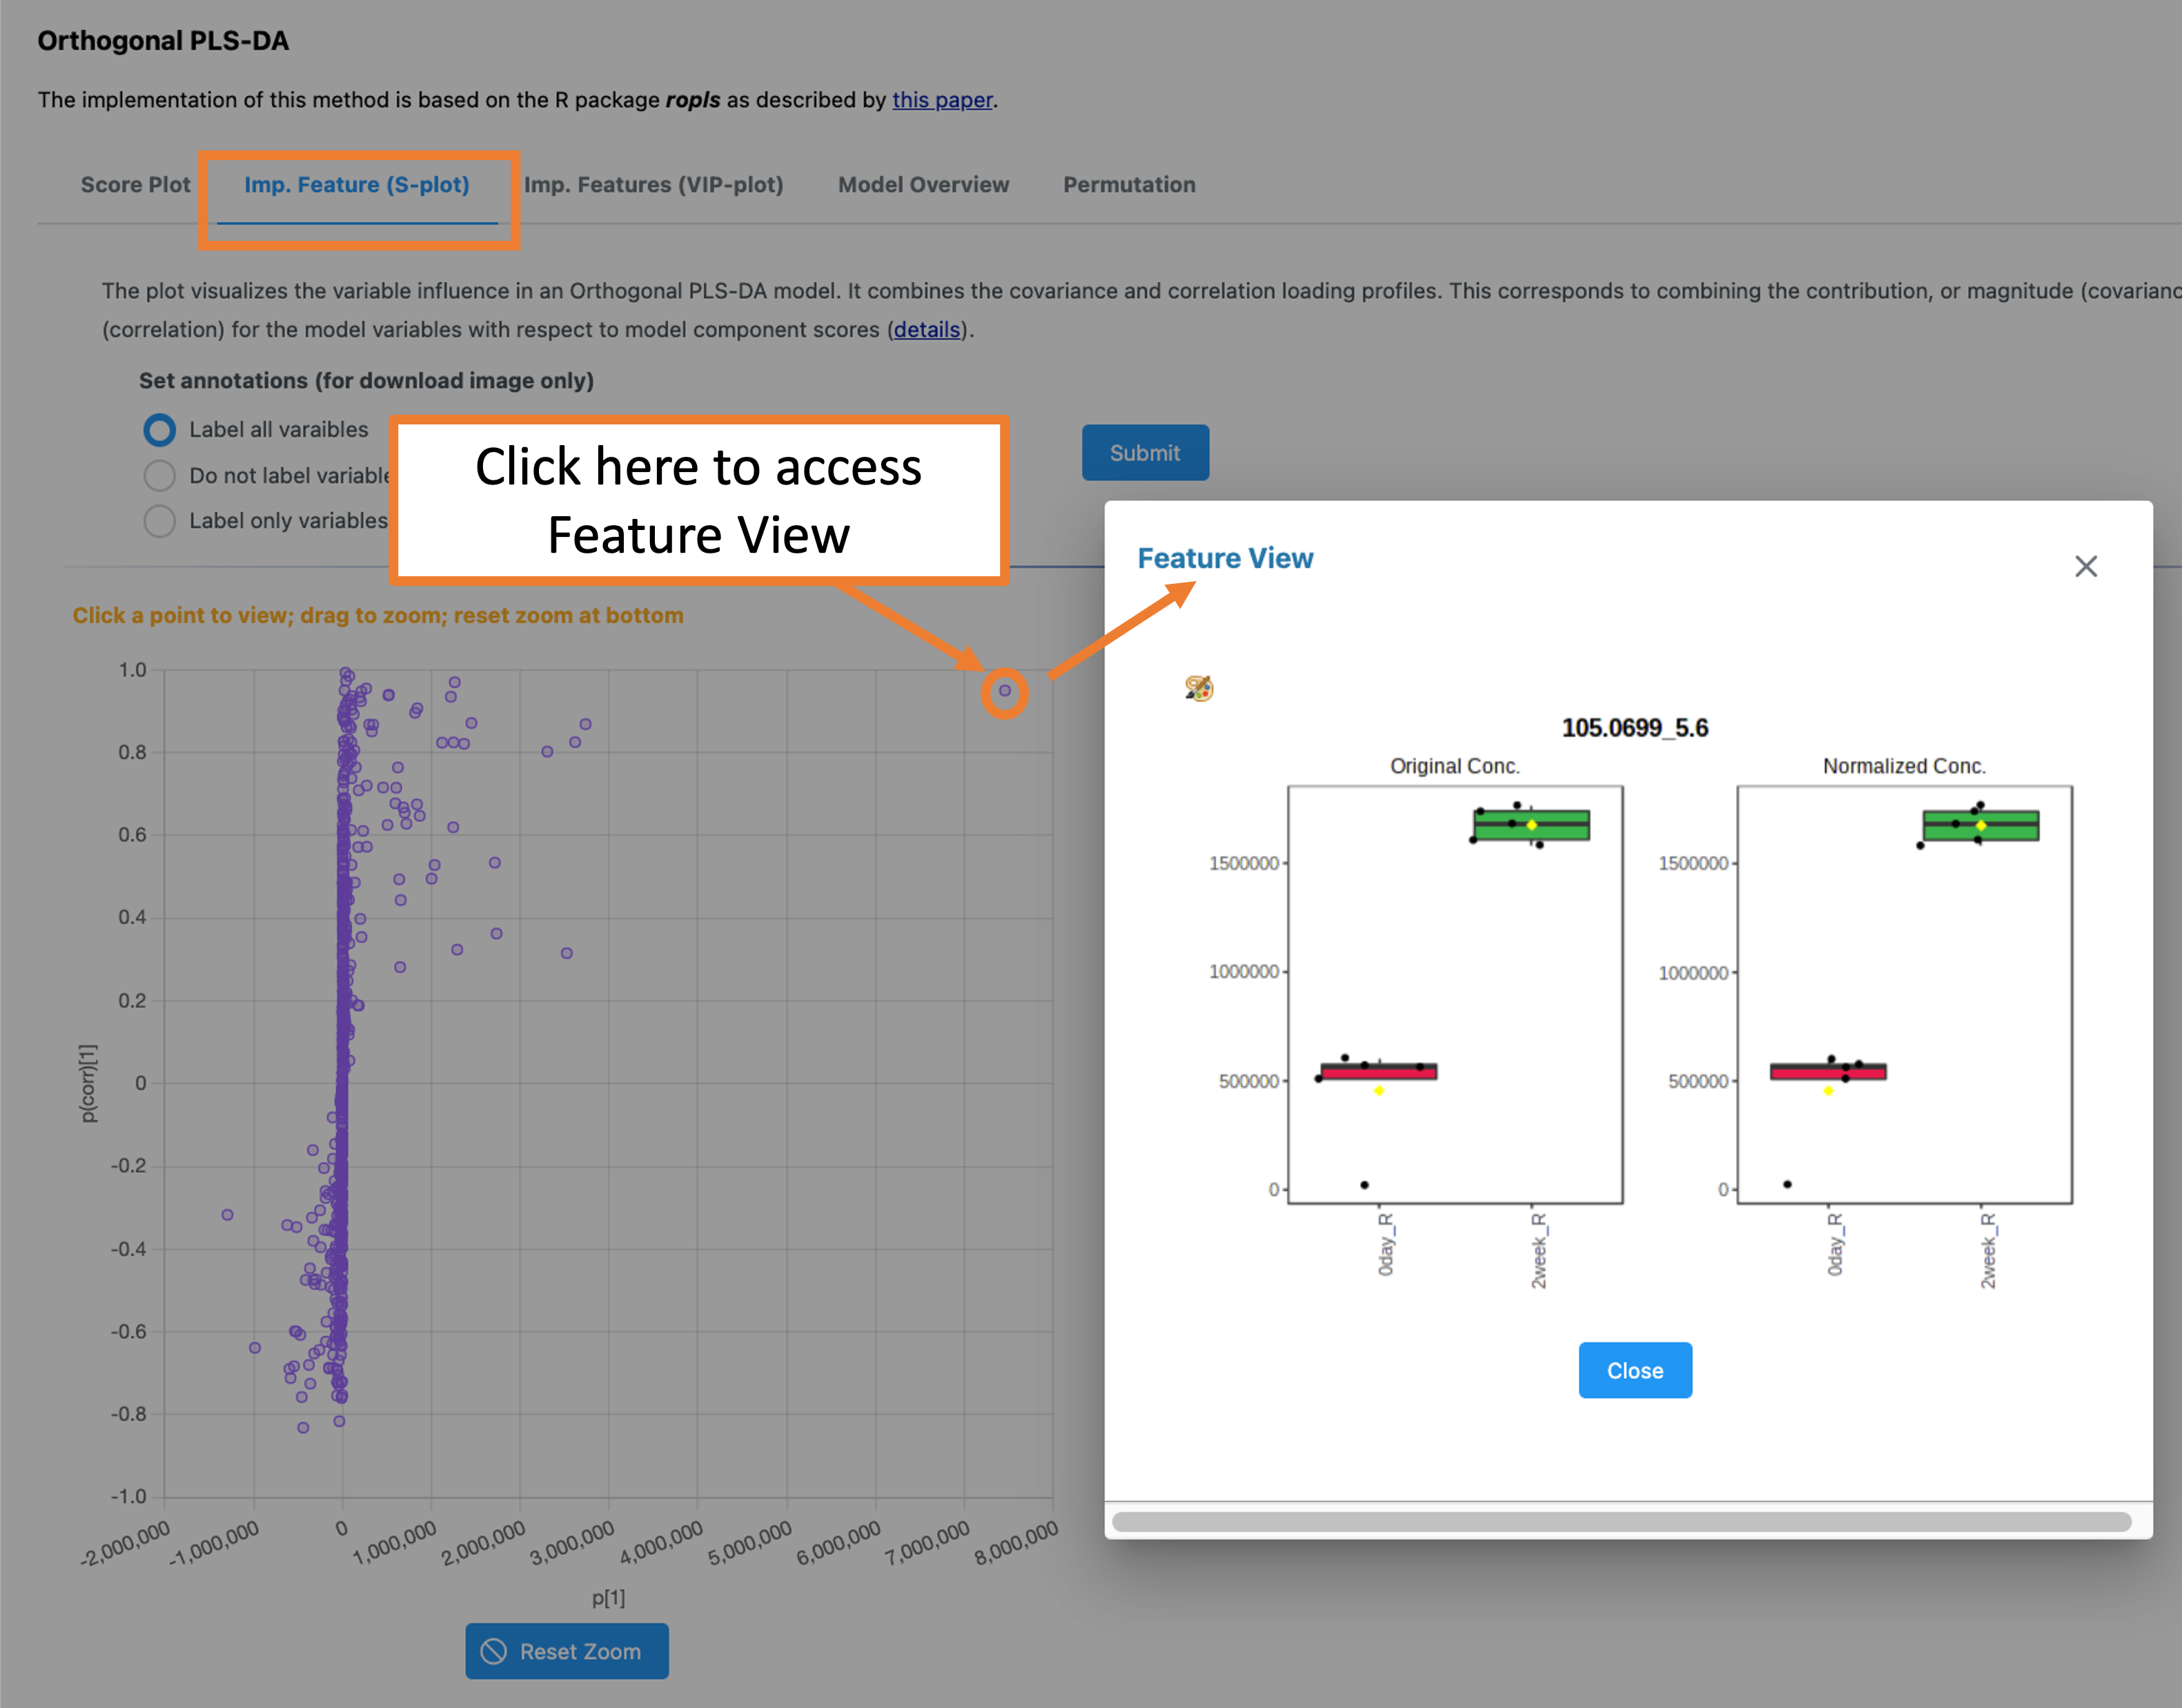 Orthogonal PLS-DA
The implementation of this method is based on the R package ropls as described by this paper.
Score Plot
Imp. Feature (S-plot)
Imp. Features (VIP-plot)
Model Overview
Permutation
The plot visualizes the variable influence in an Orthogonal PLS-DA model. It combines the covariance and correlation loading profiles. This corresponds to combining the contribution, or magnitude (covarianc
(correlation) for the model variables with respect to model component scores (details).
Set annotations (for download image only)
Label all varaibles
Do not label variable
Label only variables
Click here to access
Feature View
Submit
Click a point to view; drag to zoom; reset zoom at bottom
1.0
0.8
0.6
0.4
0.2
0
-0.2
-0.4
-0.6
-0.8
-1.0
p(corr)[1]
-2,000,000
-1,000,000
0
1,000,000
2,000,000
3,000,000
4,000,000
5,000,000
6,000,000
7,000,000
8,000,000
p[1]
Reset Zoom
Feature View
105.0699_5.6
Original Conc.
1500000
1000000
500000
0
0day_R
2week_R
Normalized Conc.
1500000
1000000
500000
0
0day_R
2week_R
Close